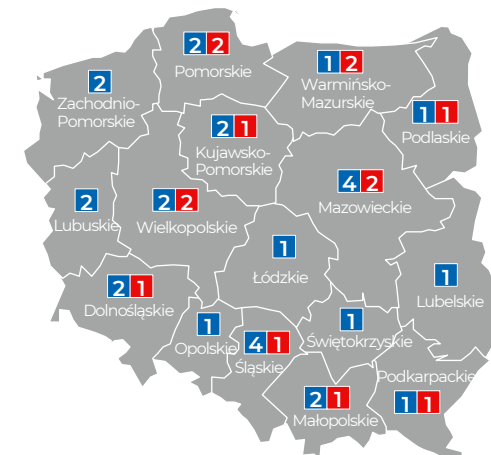 2 2
Pomorskie
1 2
Warmińsko-
Mazurskie
2
Zachodnio-
Pomorskie
1 1
Podlaskie
2 1
Kujawsko-
Pomorskie
4 2
Mazowieckie
2
Lubuskie
2 2
Wielkopolskie
1
Łódzkie
1
Lubelskie
2 1
Dolnośląskie
1
Opolskie
4 1
Śląskie
1
Świętokrzyskie
2 1
Małopolskie
Podkarpackie
1 1